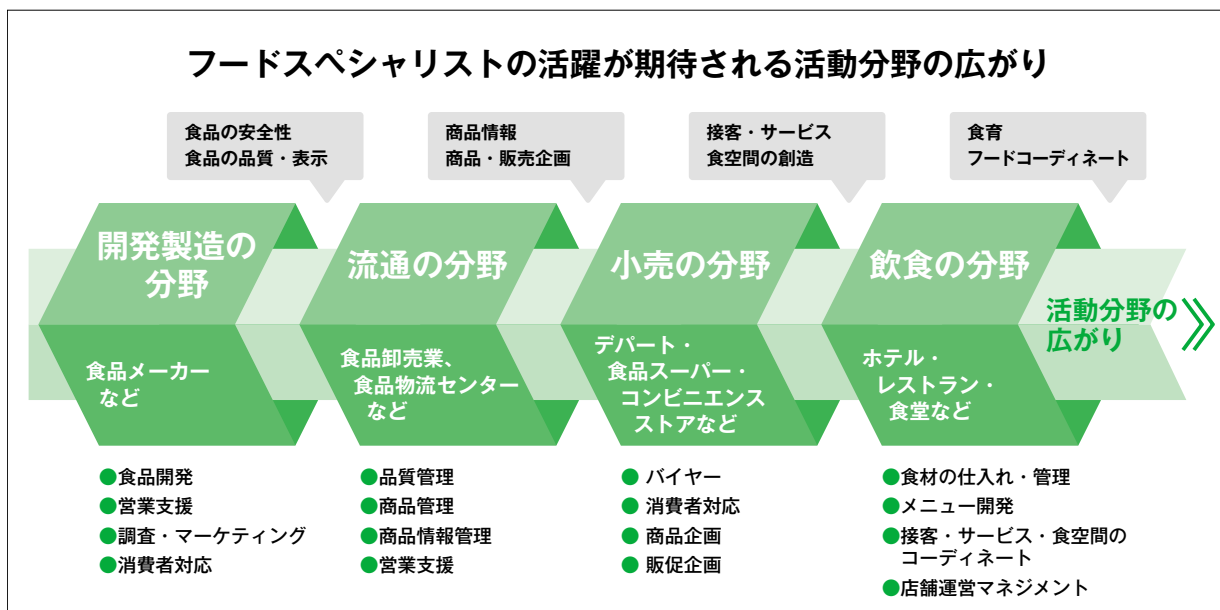 フードスペシャリストの活躍が期待される活動分野の広がり
食品の安全性
食品の品質・表示
商品情報
商品・販売企画
接客・サービス
食空間の創造
食育
フードコーディネート
開発製造の
分野
流通の分野
小売の分野
飲食の分野
活動分野の
広がり
食品メーカー
など
食品卸売業、
食品物流センター
など
デパート・
食品スーパー・
コンビニエンス
ストアなど
ホテル・
レストラン・
食堂など
●食品開発
●営業支援
●調査・マーケティング
●消費者対応
●品質管理
●商品管理
●商品情報管理
●営業支援
●バイヤー
●消費者対応
●商品企画
●販促企画
●食材の仕入れ・管理
●メニュー開発
●接客・サービス・食空間の
コーディネート
●店舗運営マネジメント